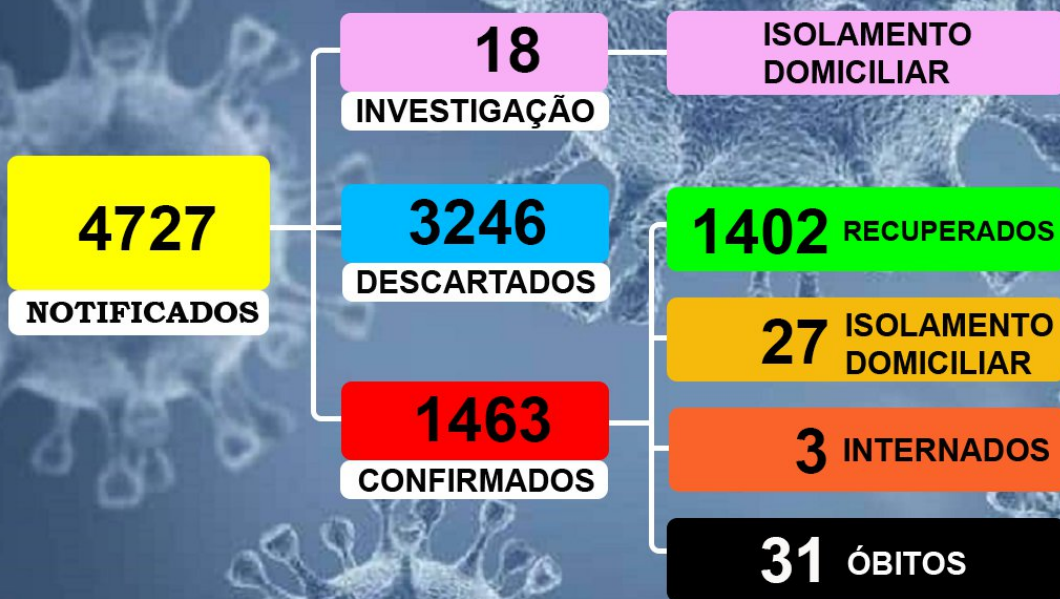 4727
NOTIFICADOS
18
INVESTIGAÇÃO
ISOLAMENTO
DOMICILIAR
3246
DESCARTADOS
1463
CONFIRMADOS
1402 RECUPERADOS
27 ISOLAMENTO
DOMICILIAR
3 INTERNADOS
31 ÓBITOS